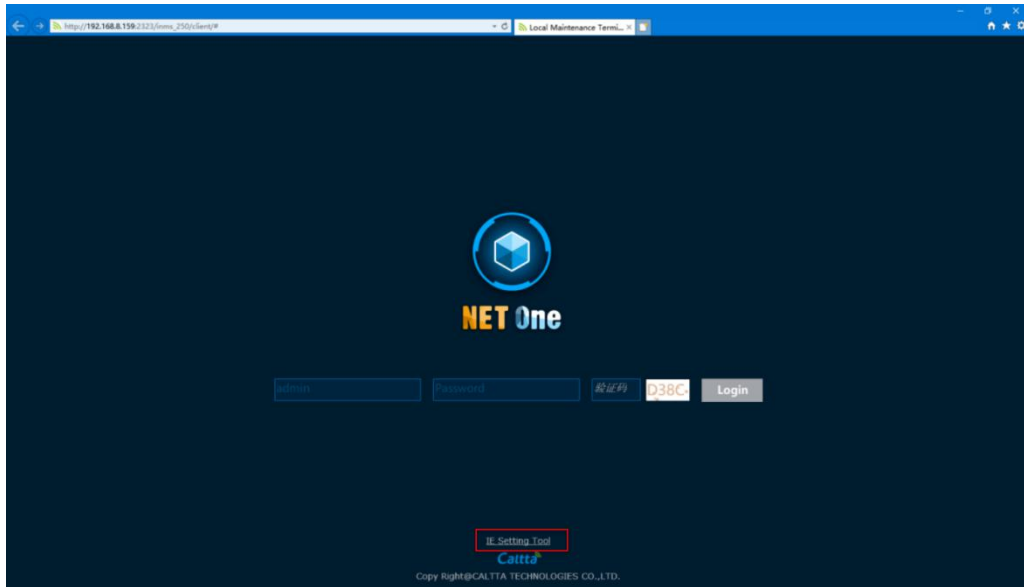 http://192.168.8.159:2323/inms_250/client/#
Local Maintenance Termi...
NET One
admin
Password
验证码
D38C
Login
IE Setting Tool
Caltta
Copy Right@CALTTA TECHNOLOGIES CO.,LTD.